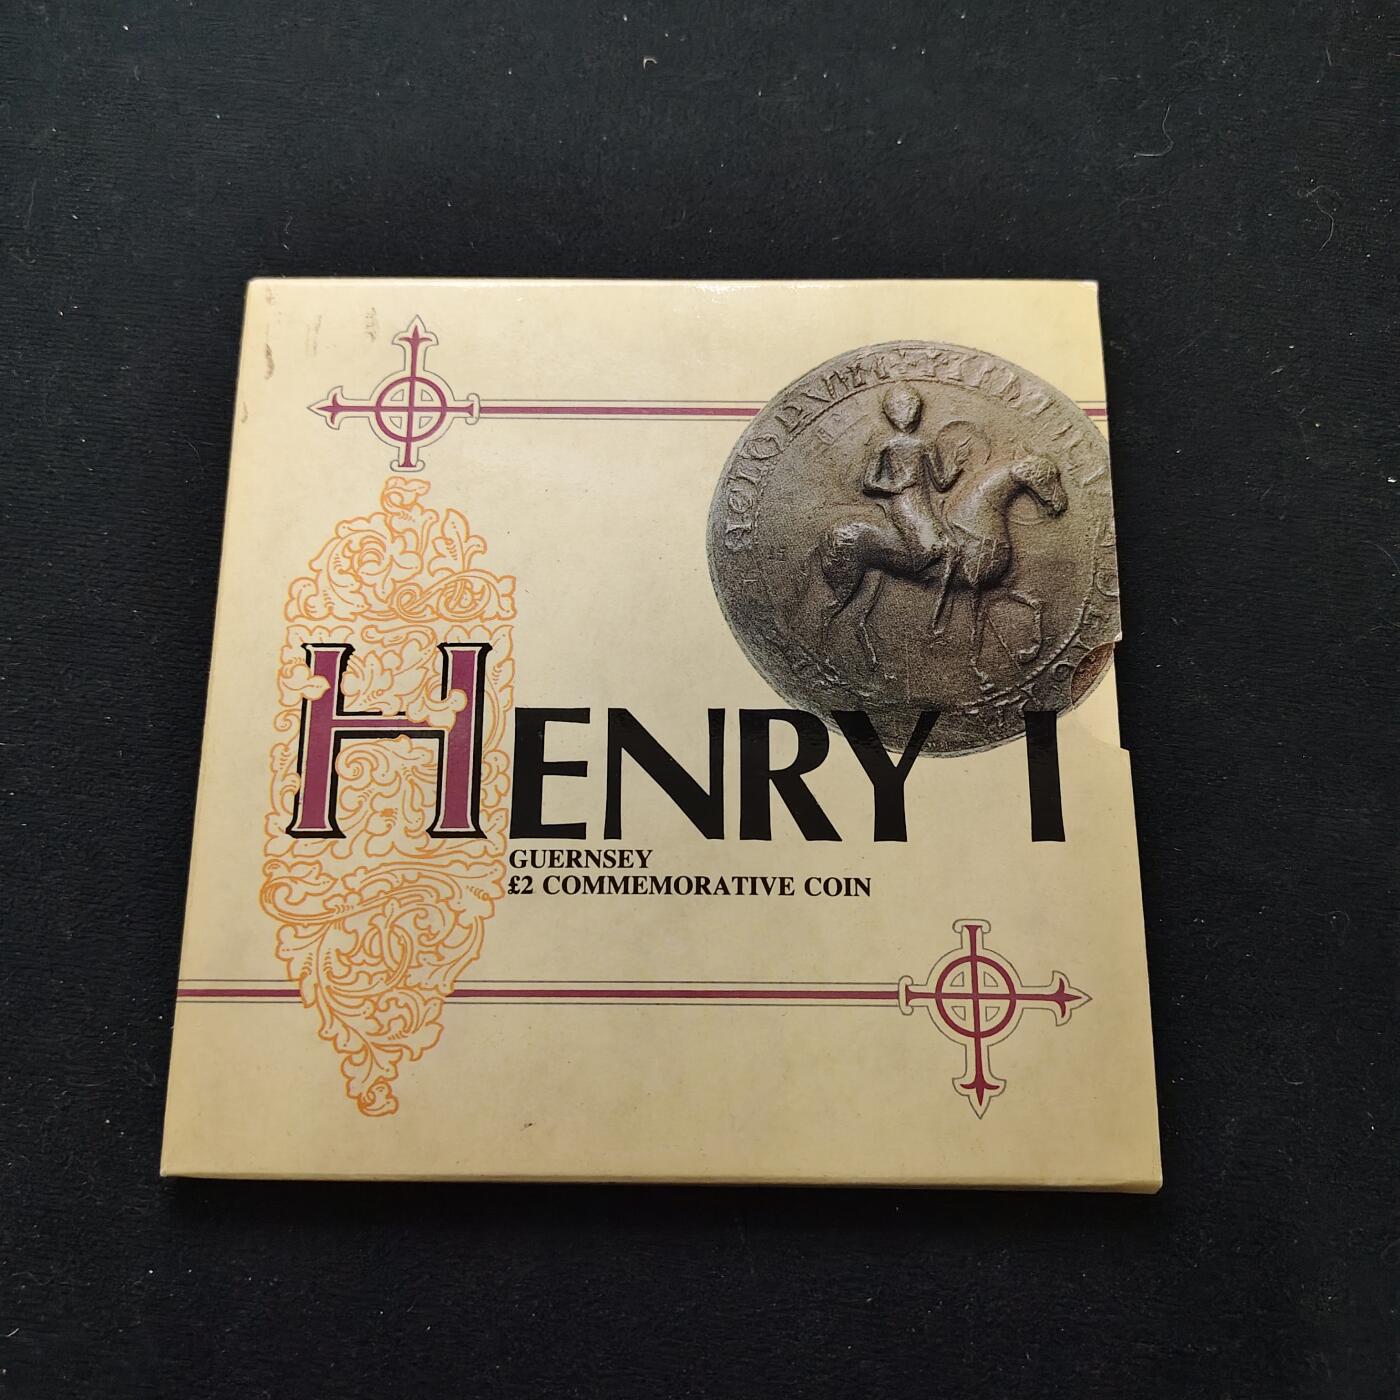 HENRY I
GUERNSEY
£2 COMMEMORATIVE COIN